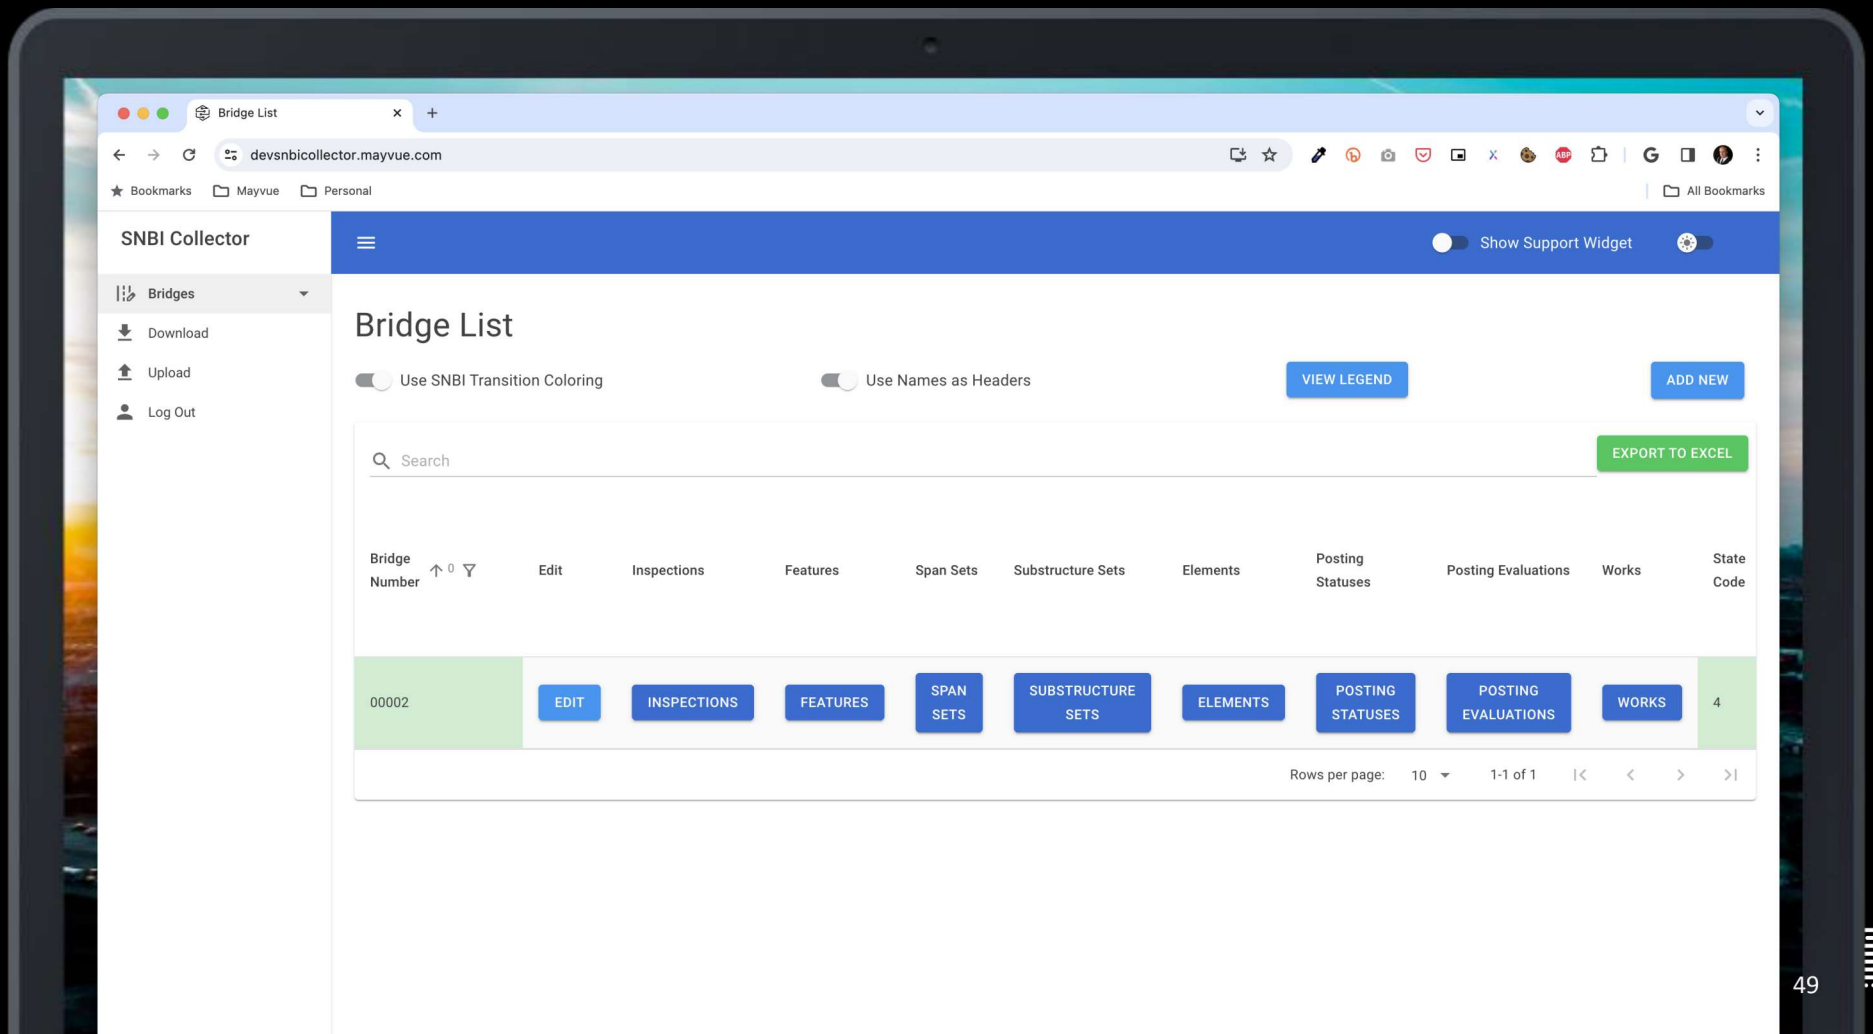 Bridge List
devsnbicollector.mayvue.com
ABP
G
Bookmarks Mayvue Personal All Bookmarks
SNBI Collector
Show Support Widget
Bridges
Download
Upload
Log Out
Bridge List
Use SNBI Transition Coloring Use Names as Headers VIEW LEGEND ADD NEW
Search EXPORT TO EXCEL
Bridge
Number
0
Edit
Inspections
Features
Span Sets
Substructure Sets
Elements
Posting
Statuses
Posting Evaluations
Works
State
Code
00002
EDIT
INSPECTIONS
FEATURES
SPAN
SETS
SUBSTRUCTURE
SETS
ELEMENTS
POSTING
STATUSES
POSTING
EVALUATIONS
WORKS
4
Rows per page: 10 1-1 of 1
49